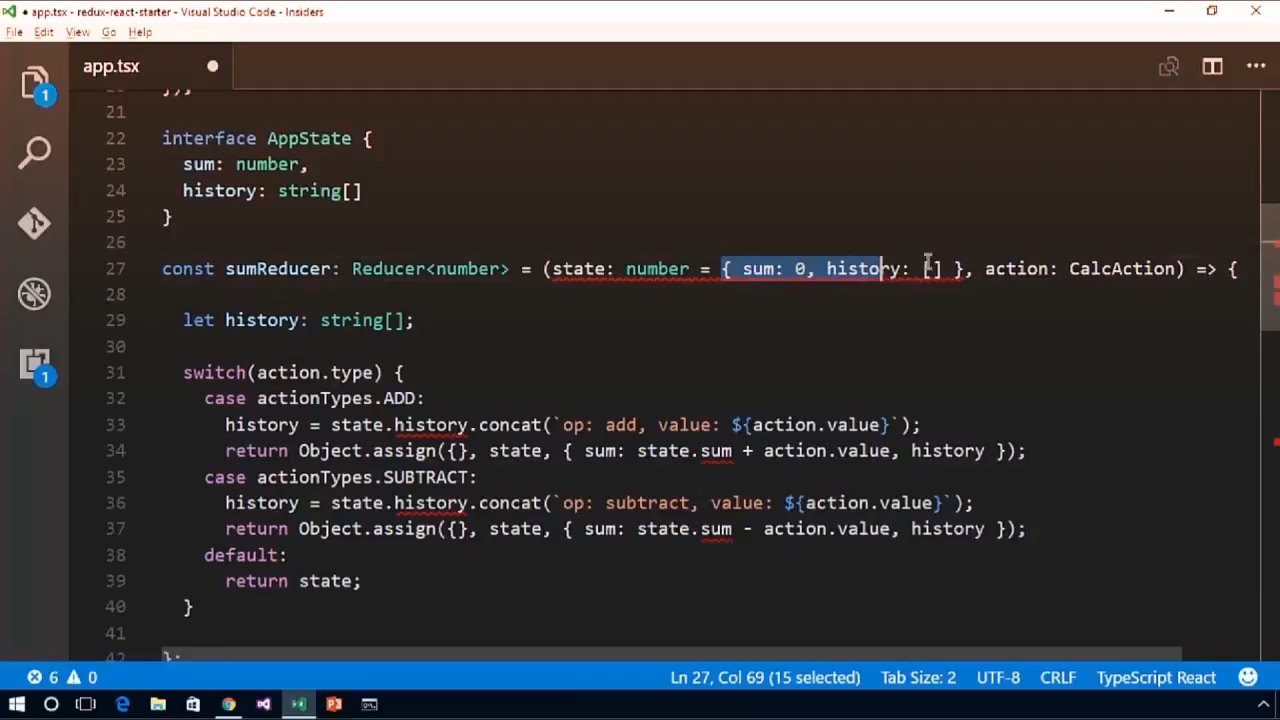 ● app.tsx - redux-react-starter - Visual Studio Code - Insiders
File Edit View Go Help
app.tsx ●
1
1
21
22 interface AppState {
23 sum: number,
24 history: string[]
25 }
26
27 const sumReducer: Reducer<number> = (state: number = { sum: 0, history: [] }, action: CalcAction) => {
28
29 let history: string[];
30
31 switch(action.type) {
32 case actionTypes.ADD:
33 history = state.history.concat(`op: add, value: ${action.value}`);
34 return Object.assign({}, state, { sum: state.sum + action.value, history });
35 case actionTypes.SUBTRACT:
36 history = state.history.concat(`op: subtract, value: ${action.value}`);
37 return Object.assign({}, state, { sum: state.sum - action.value, history });
38 default:
39 return state;
40 }
41
42 };
6 0 Ln 27, Col 69 (15 selected) Tab Size: 2 UTF-8 CRLF TypeScript React